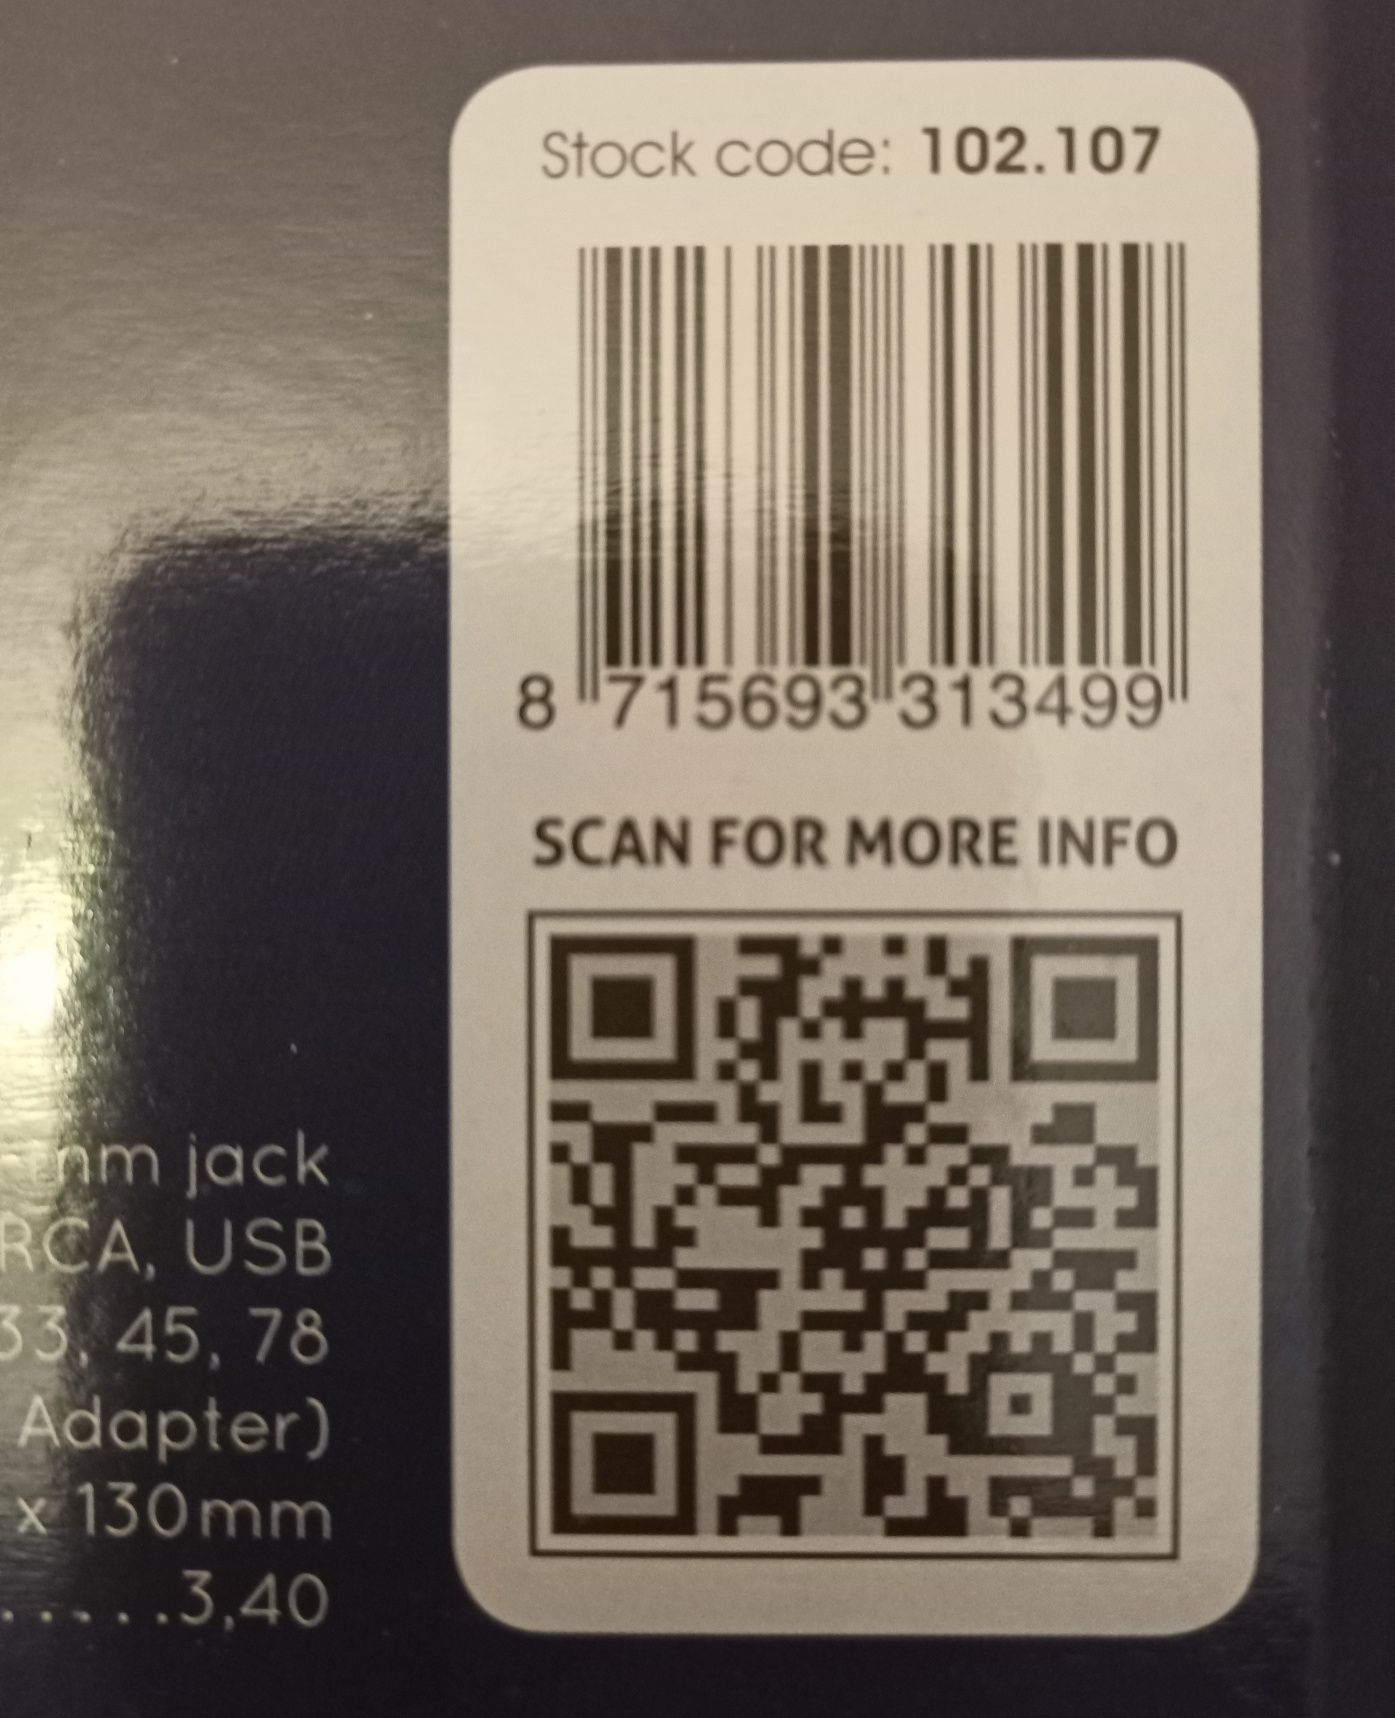 Stock code: 102.107
8 715693 313499
SCAN FOR MORE INFO
mm jack
RCA, USB
33, 45, 78
Adapter)
x 130mm
.....3,40